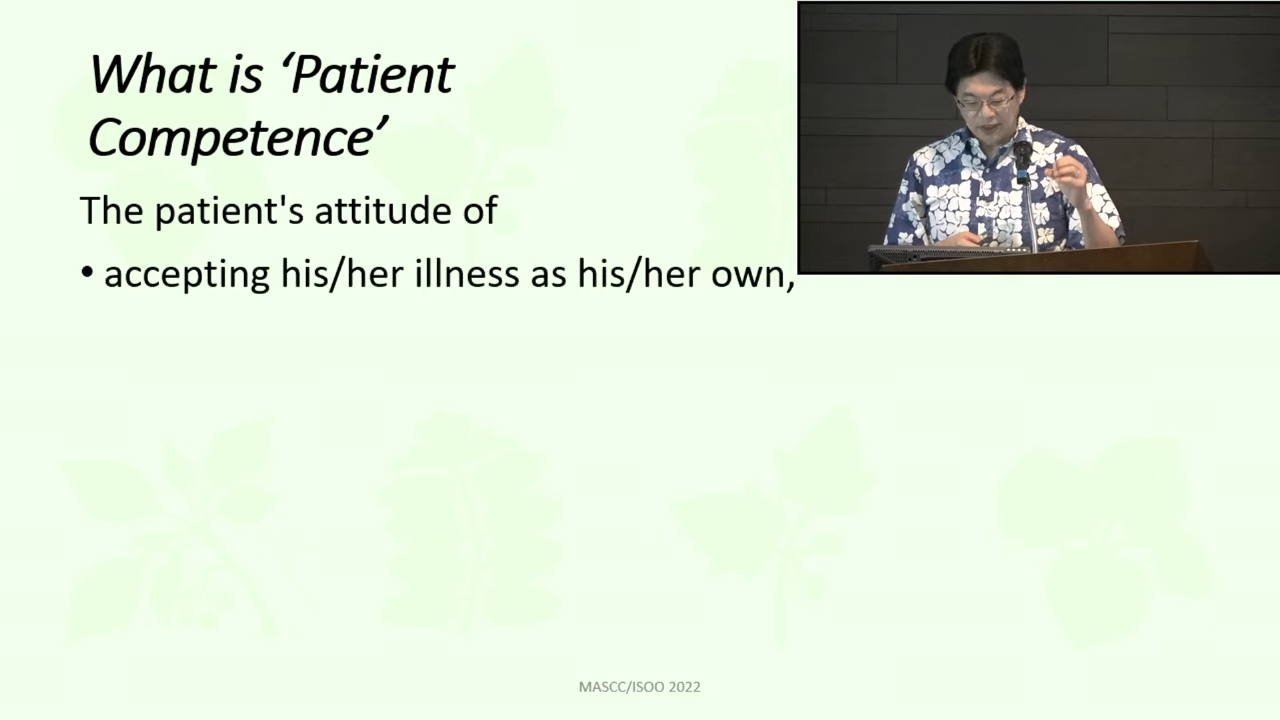 What is ‘Patient
Competence’
The patient's attitude of
• accepting his/her illness as his/her own,
MASCC/ISOO 2022